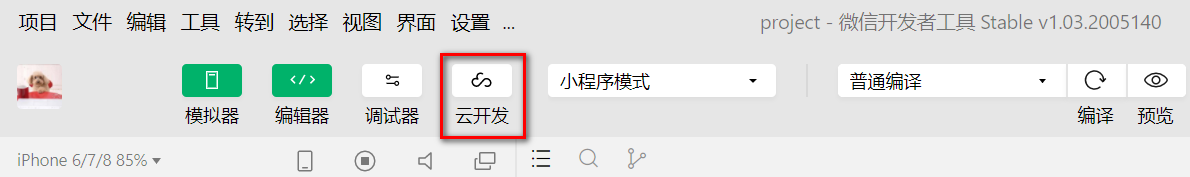 项目 文件 编辑 工具 转到 选择 视图 界面 设置 ... project - 微信开发者工具 Stable v1.03.2005140
小程序模式 普通编译
模拟器 编辑器 调试器 云开发 编译 预览
iPhone 6/7/8 85%